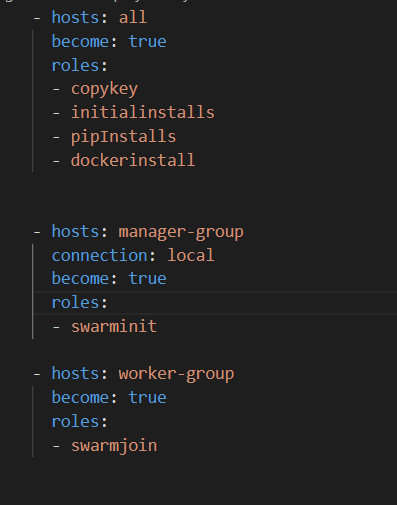 - hosts: all
become: true
roles:
- copykey
- initialinstalls
- pipInstalls
- dockerinstall
- hosts: manager-group
connection: local
become: true
roles:
- swarminit
- hosts: worker-group
become: true
roles:
- swarmjoin